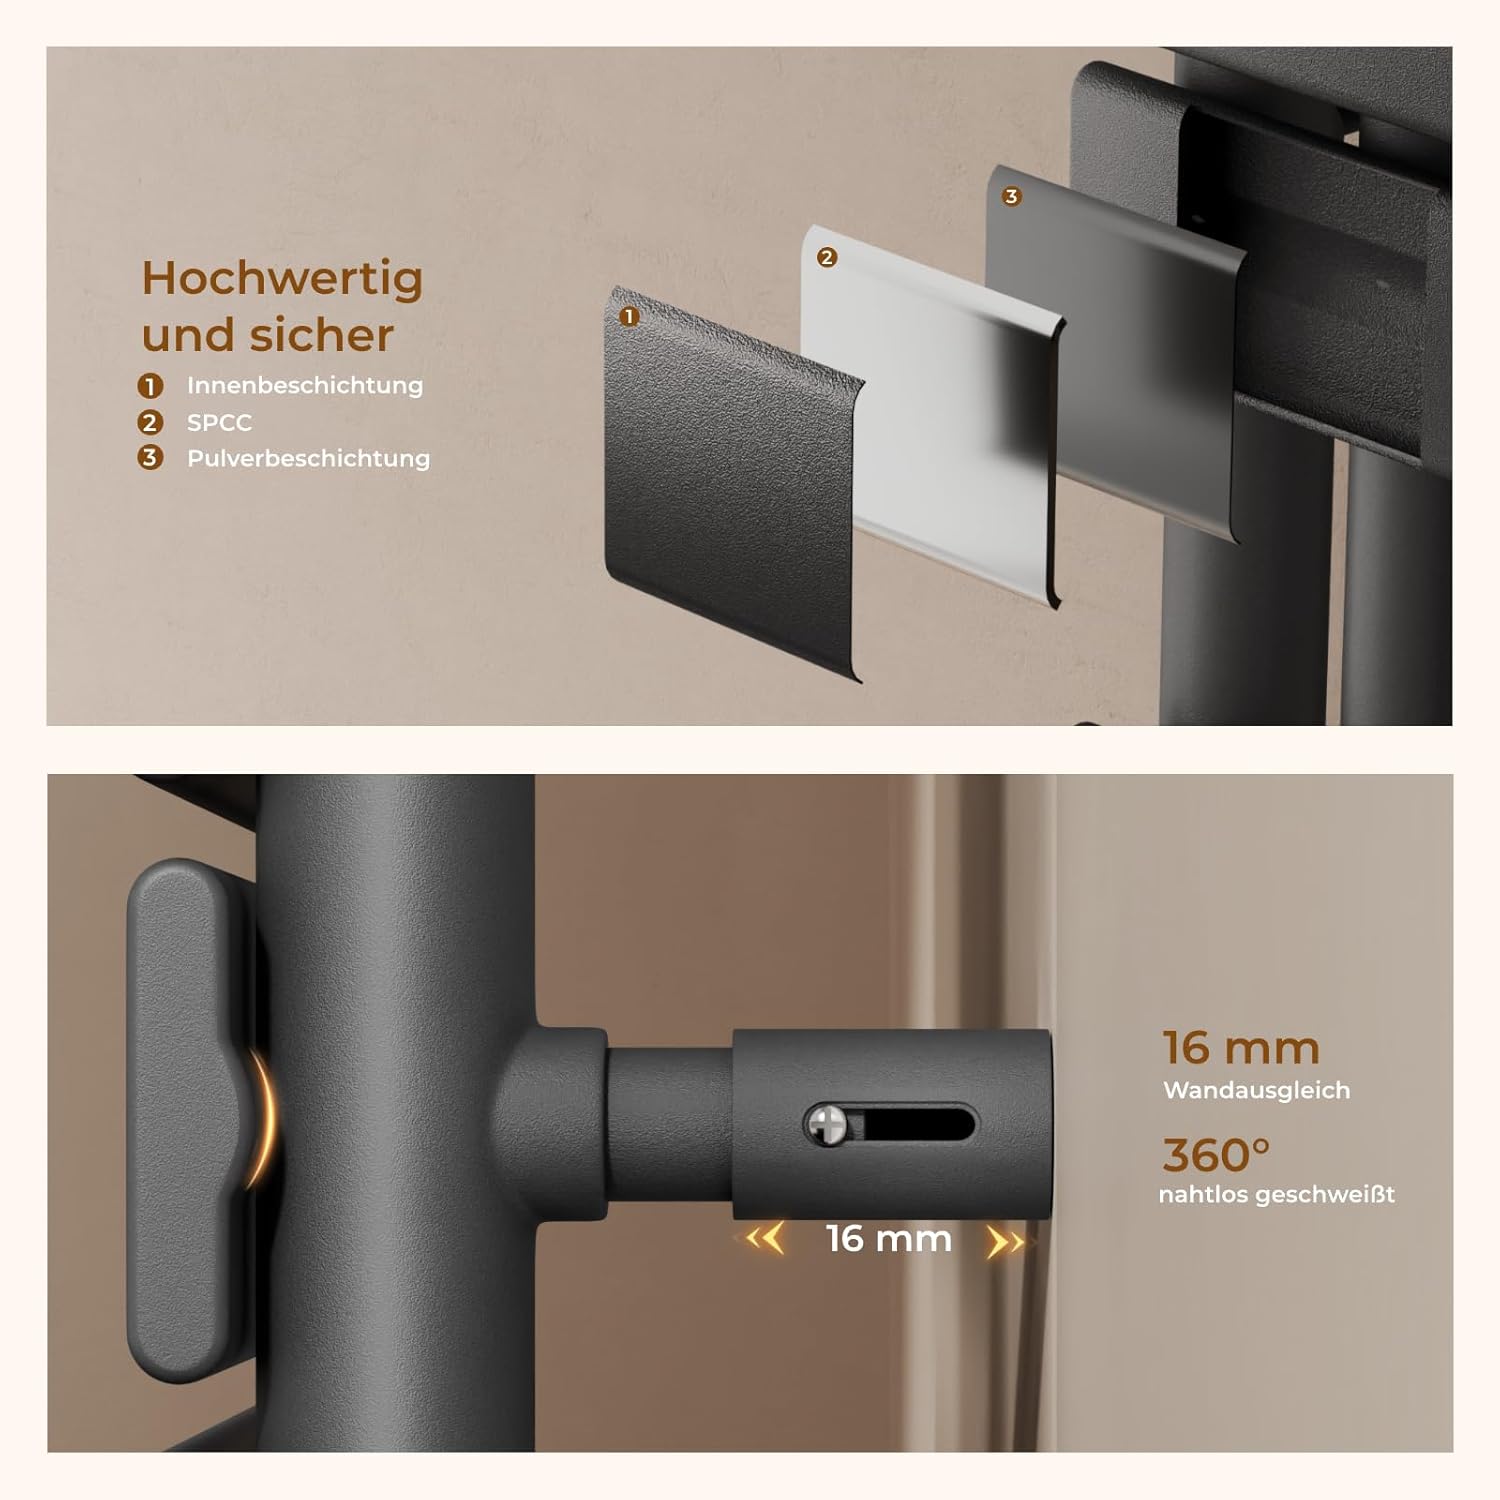 Hochwertig
und sicher
1 Innenbeschichtung
2 SPCC
3 Pulverbeschichtung
1
2
3
16 mm
Wandausgleich
360°
nahtlos geschweißt
16 mm